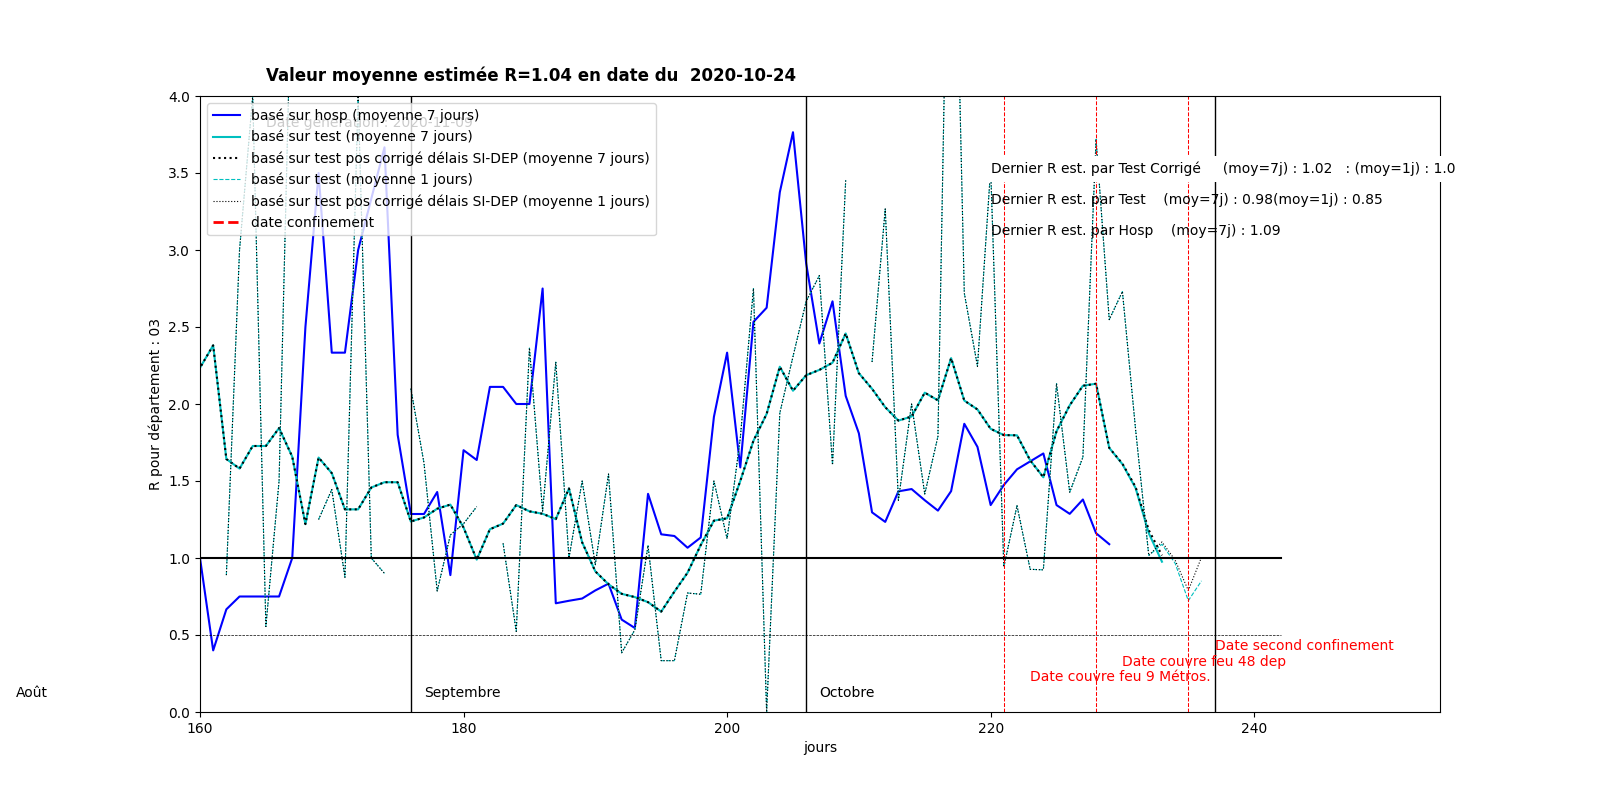 Valeur moyenne estimée R=1.04 en date du  2020-10-24
Date génération : 2020-11-09
basé sur hosp (moyenne 7 jours)
basé sur test (moyenne 7 jours)
basé sur test pos corrigé délais SI-DEP (moyenne 7 jours)
basé sur test (moyenne 1 jours)
basé sur test pos corrigé délais SI-DEP (moyenne 1 jours)
date confinement
Dernier R est. par Test Corrigé     (moy=7j) : 1.02   : (moy=1j) : 1.0
Dernier R est. par Test    (moy=7j) : 0.98(moy=1j) : 0.85
Dernier R est. par Hosp    (moy=7j) : 1.09
4.0
3.5
3.0
2.5
2.0
1.5
1.0
0.5
0.0
R pour département : 03
Date second confinement
Date couvre feu 48 dep
Date couvre feu 9 Métros.
Août
Septembre
Octobre
160
180
200
220
240
jours